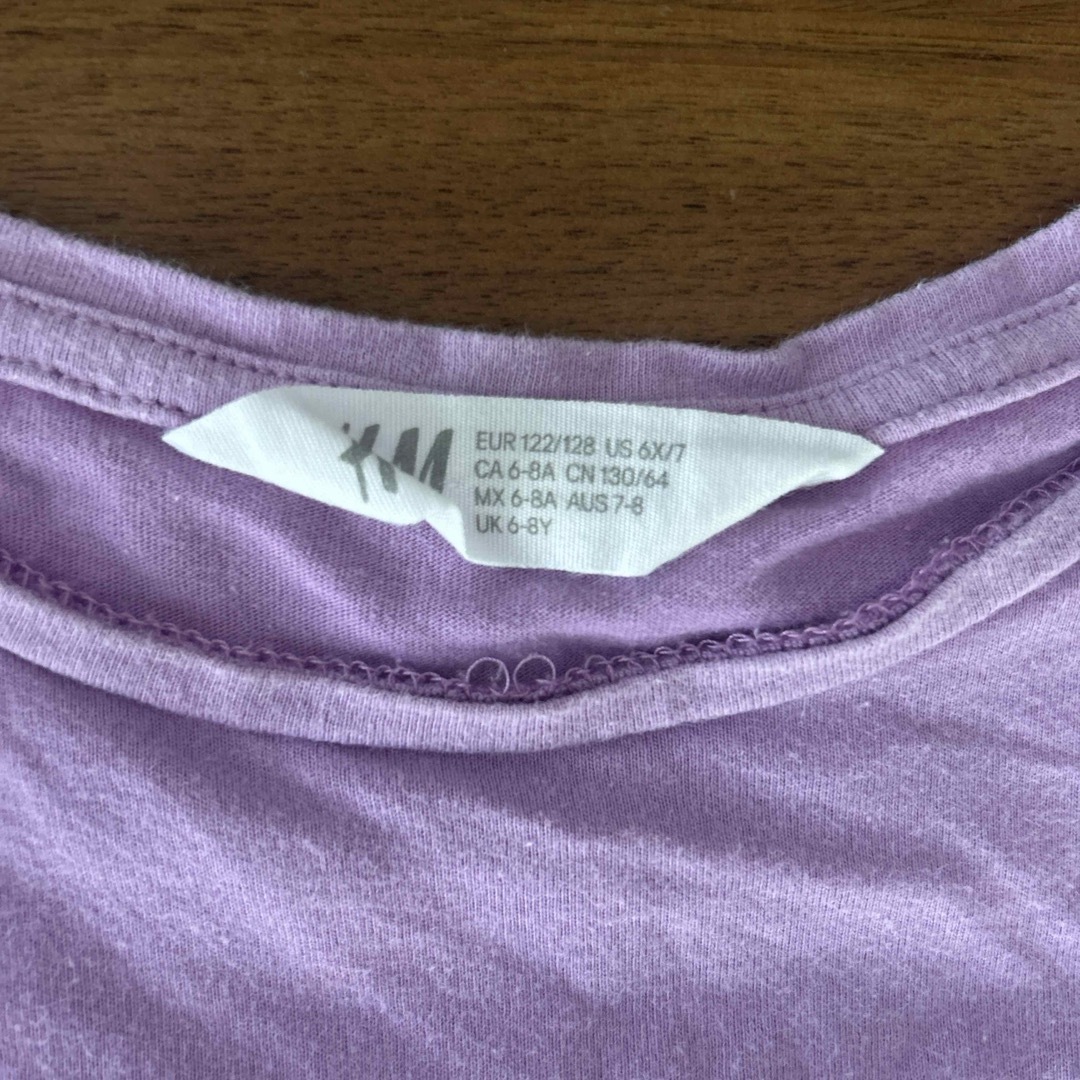 H&M
EUR 122/128 US 6X/7
CA 6-8A CN 130/64
MX 6-8A AUS 7-8
UK 6-8Y